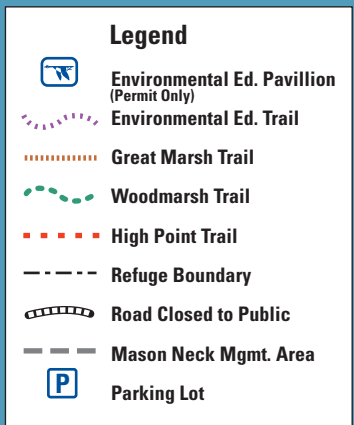 Legend
Environmental Ed. Pavillion
(Permit Only)
Environmental Ed. Trail
Great Marsh Trail
Woodmarsh Trail
High Point Trail
Refuge Boundary
Road Closed to Public
Mason Neck Mgmt. Area
P Parking Lot